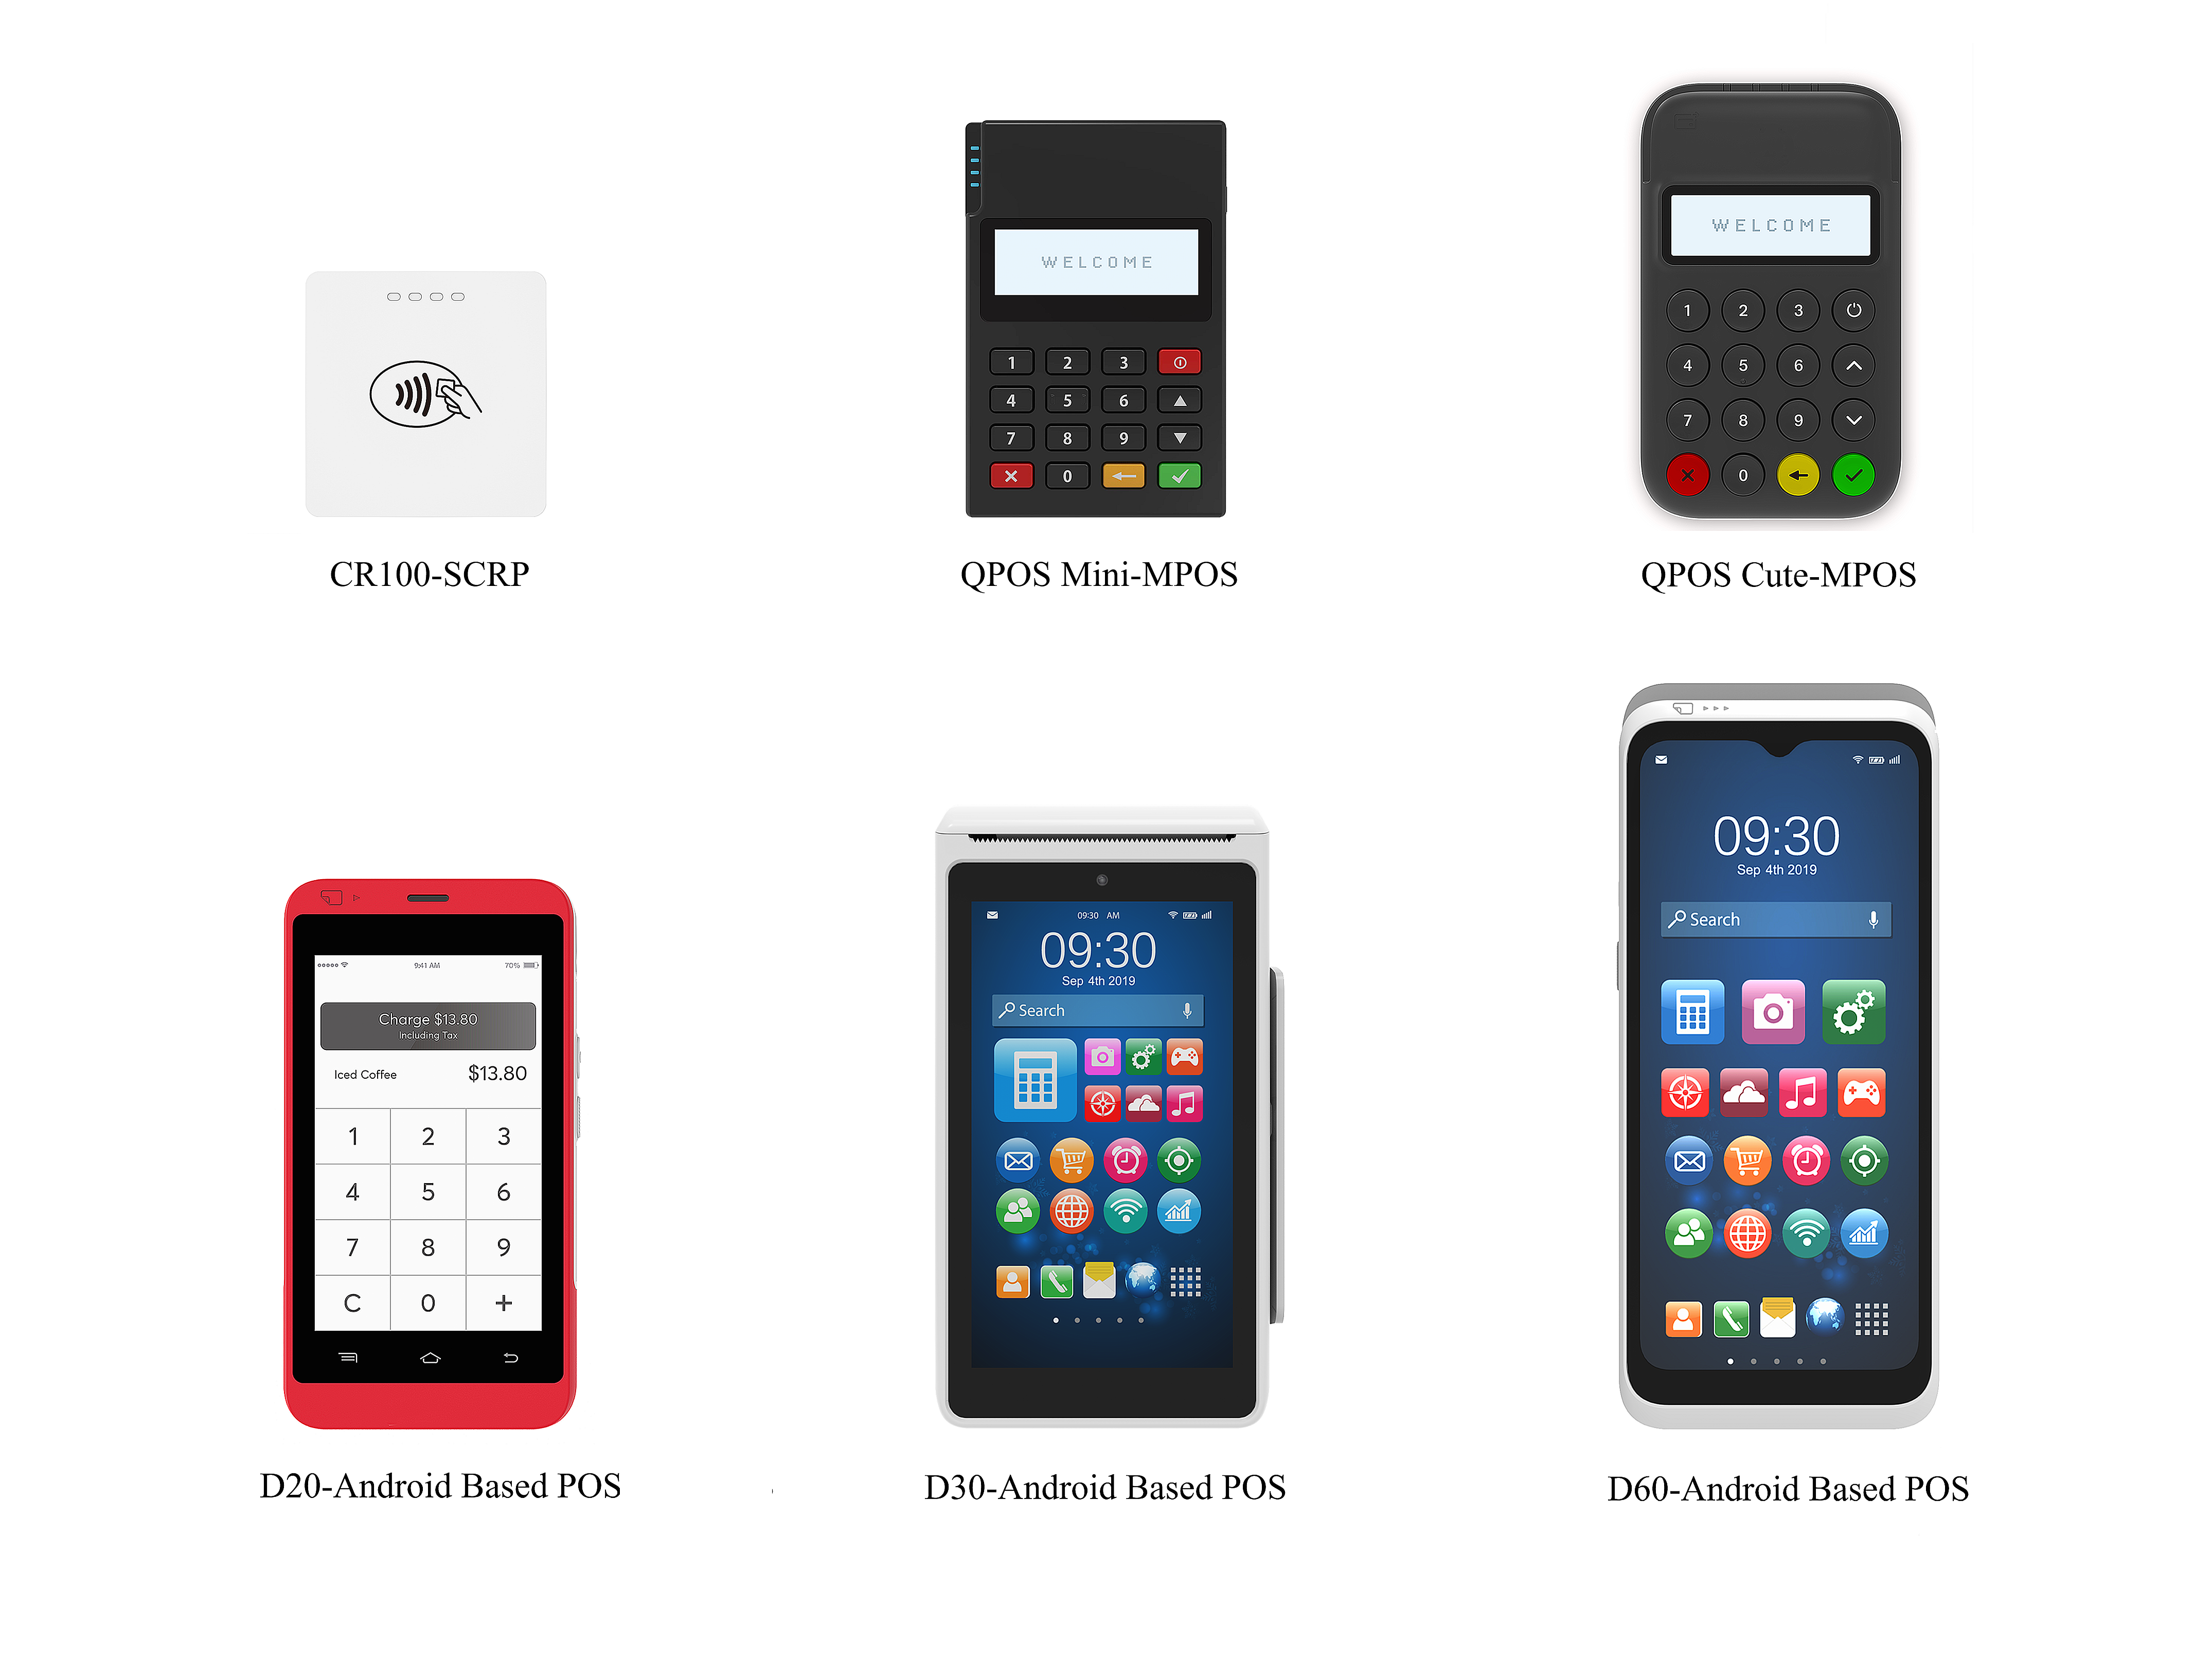 WELCOME
1 2 3
4 5 6
7 8 9
0
WELCOME
1 2 3
4 5 6
7 8 9
0
CR100-SCRP
QPOS Mini-MPOS
QPOS Cute-MPOS
9:41 AM 70%
Charge $13.80
Including Tax
Iced Coffee $13.80
1 2 3
4 5 6
7 8 9
C 0 +
09:30 AM
09:30
Sep 4th 2019
Search
09:30
Sep 4th 2019
Search
D20-Android Based POS
D30-Android Based POS
D60-Android Based POS